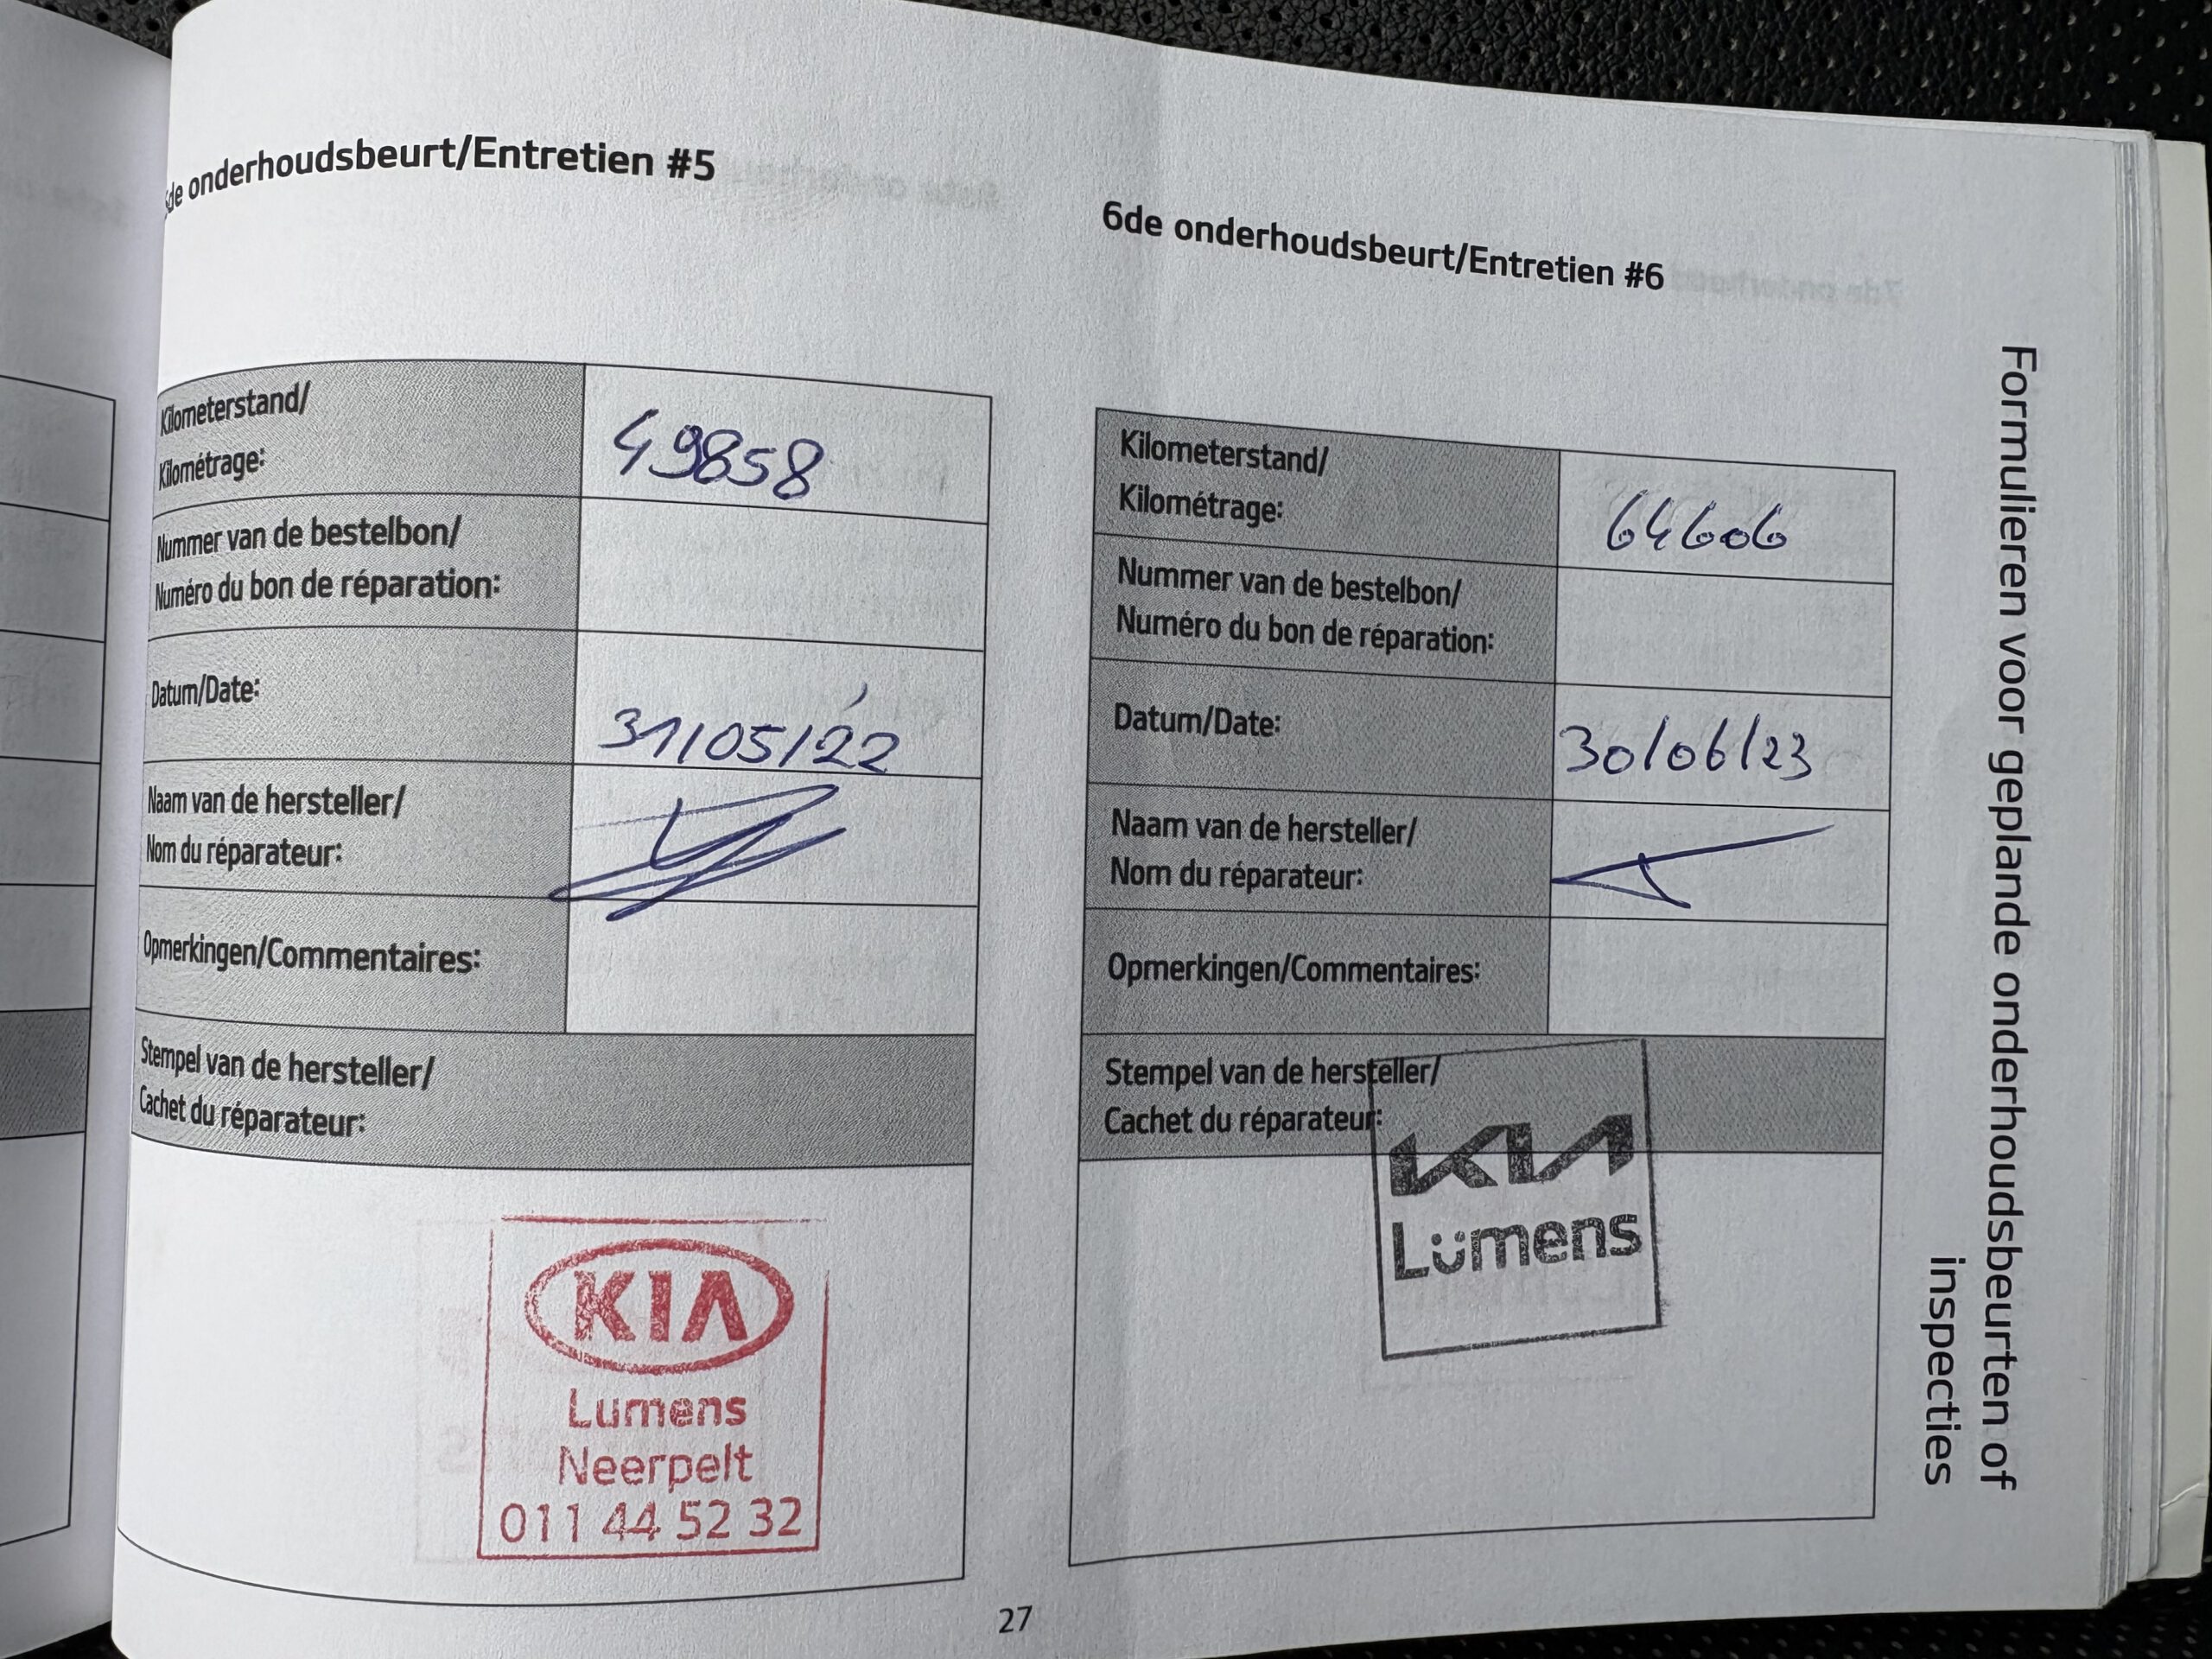 de onderhoudsbeurt/Entretien #5
Kilometerstand/
Kilométrage:
49858
Nummer van de bestelbon/
Numéro du bon de réparation:
Datum/Date:
31/05/22
Naam van de hersteller/
Nom du réparateur:
Opmerkingen/Commentaires:
Stempel van de hersteller/
Cachet du réparateur:
KIA
Lumens
Neerpelt
011 44 52 32
6de onderhoudsbeurt/Entretien #6
Kilometerstand/
Kilométrage:
64606
Nummer van de bestelbon/
Numéro du bon de réparation:
Datum/Date:
30/06/23
Naam van de hersteller/
Nom du réparateur:
Opmerkingen/Commentaires:
Stempel van de hersteller/
Cachet du réparateur:
KIA
Lümens
Formulieren voor geplande onderhoudsbeurten of
inspecties
27